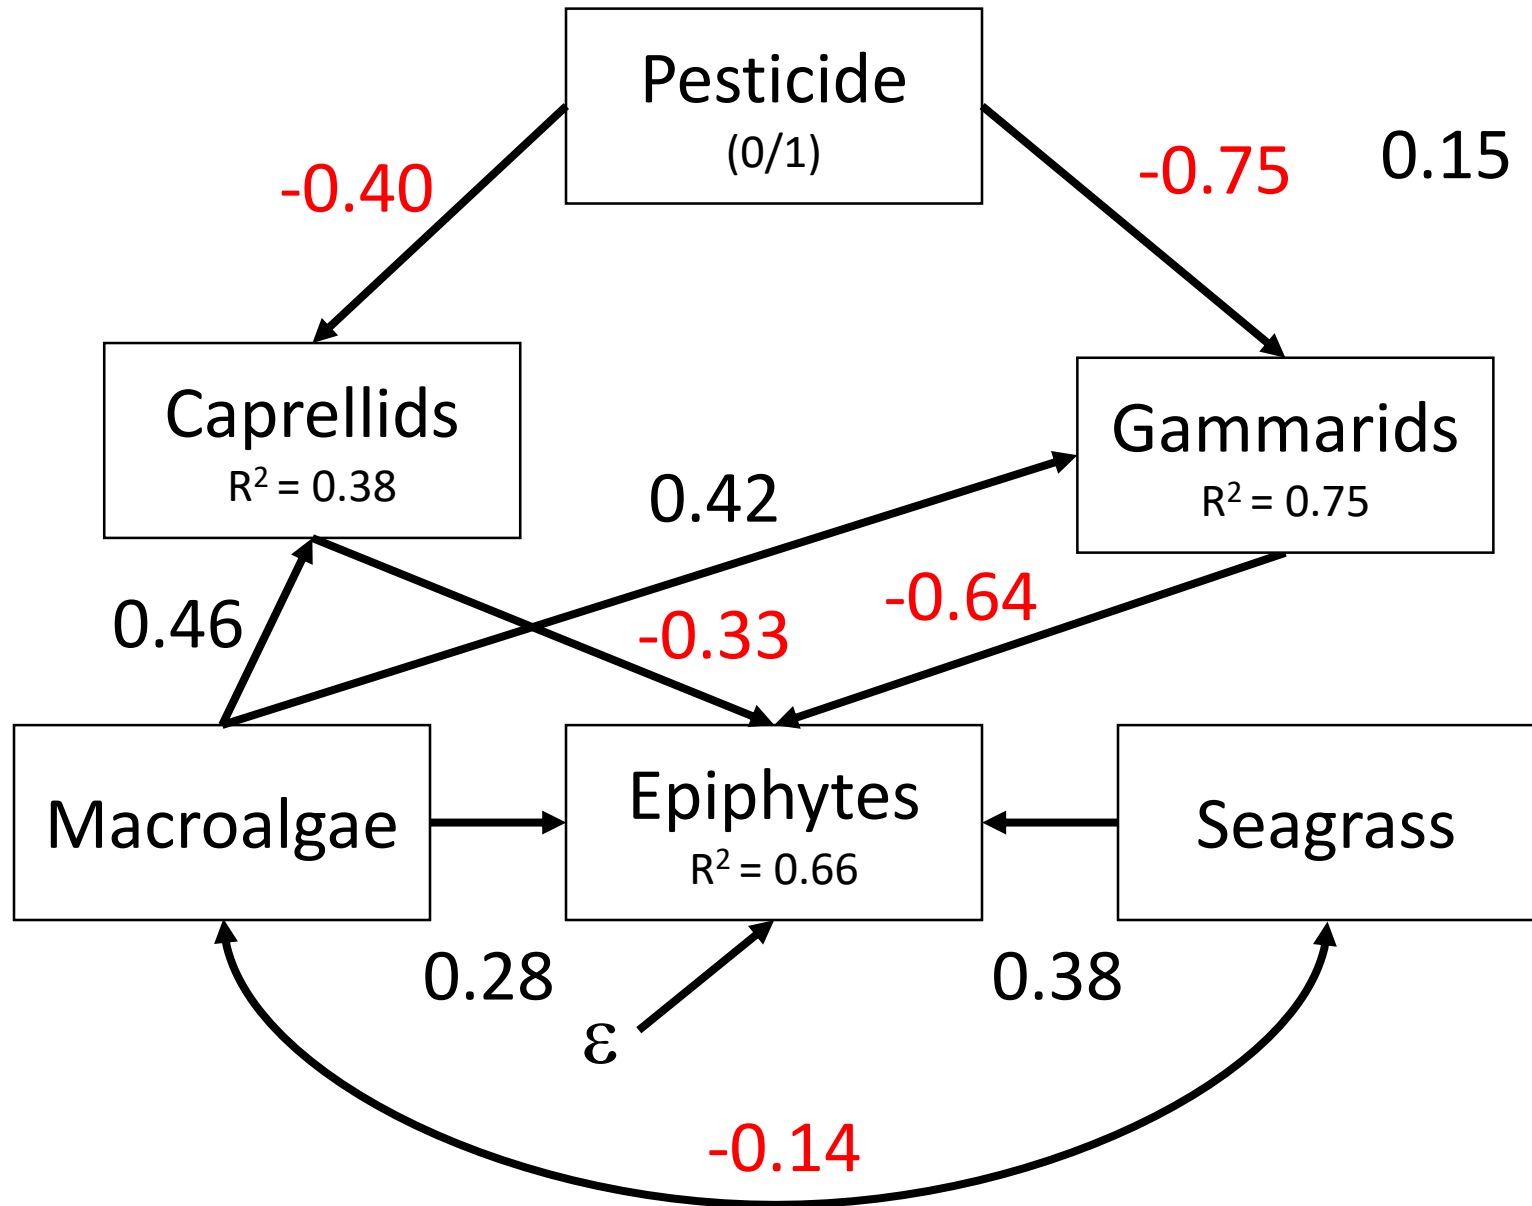 Pesticide
(0/1)
-0.40
-0.75
0.15
Caprellids
R² = 0.38
Gammarids
R² = 0.75
0.42
0.46
-0.33
-0.64
Macroalgae
Epiphytes
R² = 0.66
Seagrass
0.28
0.38
ε
-0.14